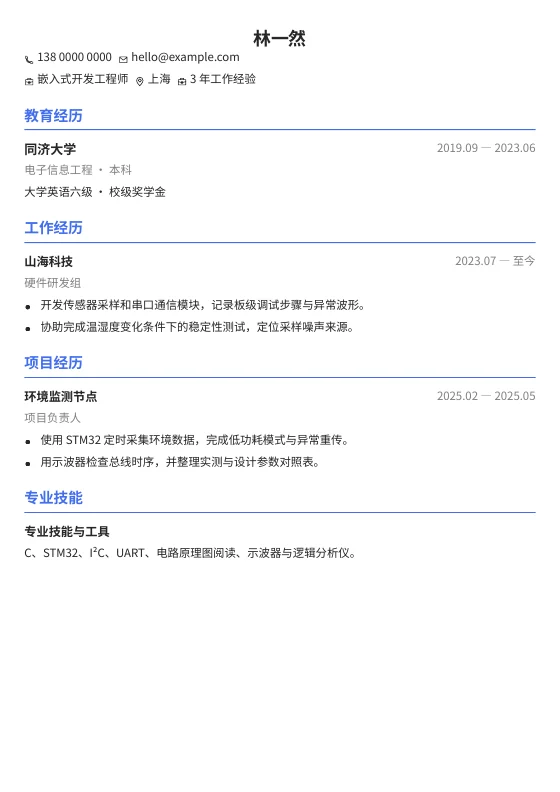 林一然
138 0000 0000 hello@example.com
嵌入式开发工程师 上海 3 年工作经验
教育经历
同济大学 2019.09 — 2023.06
电子信息工程 • 本科
大学英语六级 • 校级奖学金
工作经历
山海科技 2023.07 — 至今
硬件研发组
• 开发传感器采样和串口通信模块，记录板级调试步骤与异常波形。
• 协助完成温湿度变化条件下的稳定性测试，定位采样噪声来源。
项目经历
环境监测节点 2025.02 — 2025.05
项目负责人
• 使用 STM32 定时采集环境数据，完成低功耗模式与异常重传。
• 用示波器检查总线时序，并整理实测与设计参数对照表。
专业技能
专业技能与工具
C、STM32、I²C、UART、电路原理图阅读、示波器与逻辑分析仪。